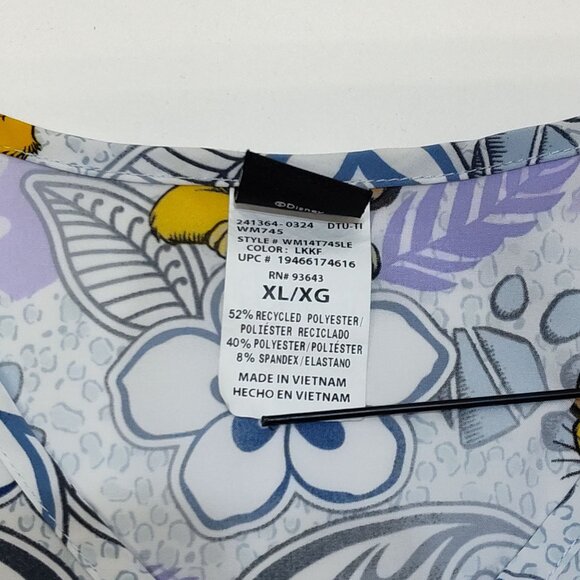 ©Disney
241364-0324 DTU-TI
WM745
STYLE # WM14T745LE
COLOR: LKKF
UPC # 19466174616
RN# 93643
XL/XG
52% RECYCLED POLYESTER/
POLIÉSTER RECICLADO
40% POLYESTER/POLIÉSTER
8% SPANDEX/ELASTANO
MADE IN VIETNAM
HECHO EN VIETNAM